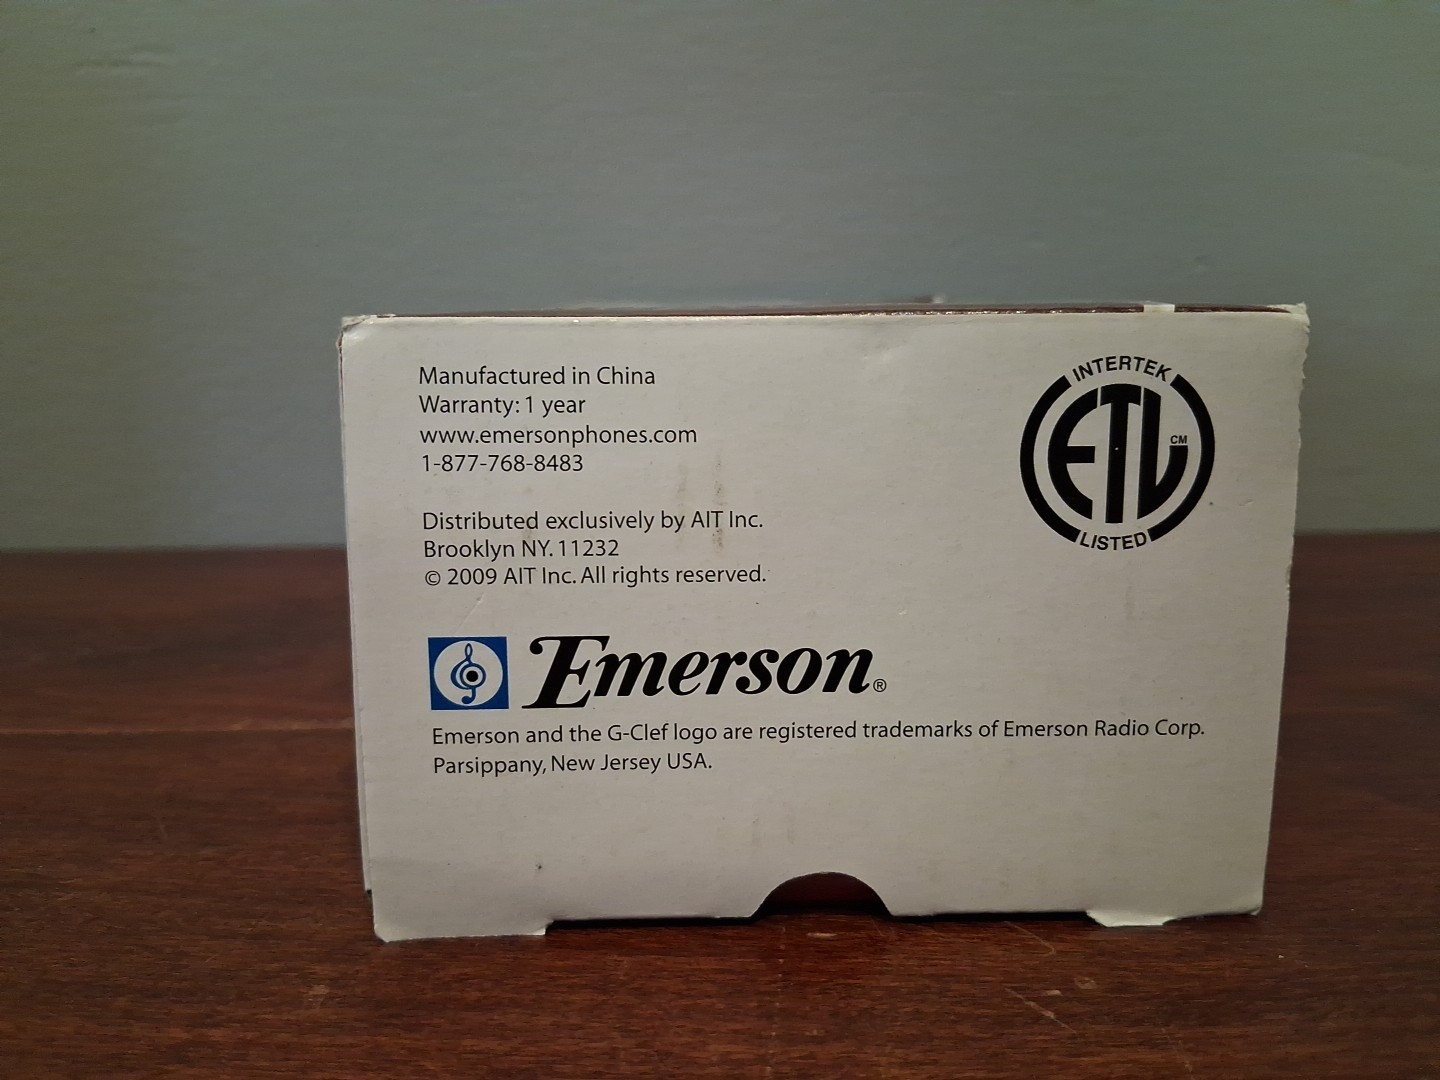 Manufactured in China
Warranty: 1 year
www.emersonphones.com
1-877-768-8483
INTERTEK
ETL CM
LISTED
Distributed exclusively by AIT Inc.
Brooklyn NY. 11232
© 2009 AIT Inc. All rights reserved.
Emerson®
Emerson and the G-Clef logo are registered trademarks of Emerson Radio Corp.
Parsippany, New Jersey USA.